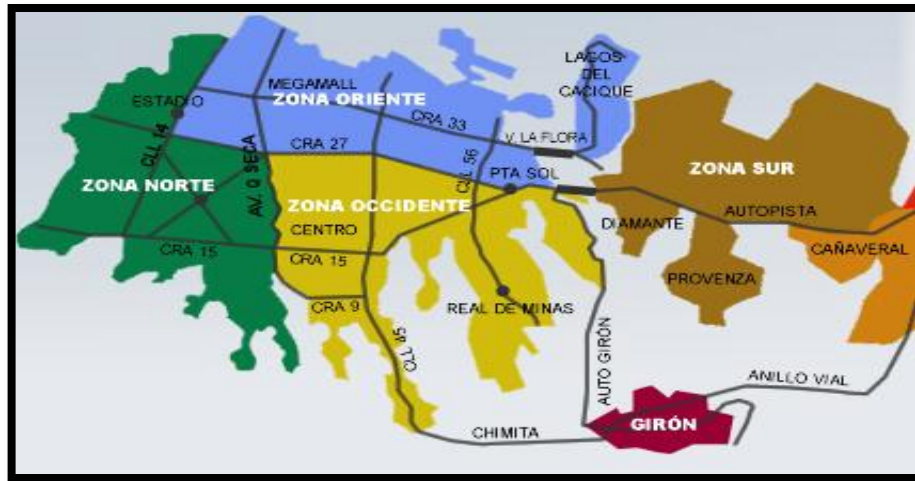 LAGOS
DEL
CACIQUE
MEGAMALL
ESTADIO
ZONA ORIENTE
CRA 33
V. LA FLORA
CLL 14
CRA 27
AV. Q SECA
CLL 56
PTA SOL
ZONA SUR
ZONA NORTE
ZONA OCCIDENTE
CENTRO
DIAMANTE
AUTOPISTA
CRA 15
CRA 15
CAÑAVERAL
PROVENZA
CRA 9
REAL DE MINAS
CLL 45
AUTO GIRÓN
ANILLO VIAL
CHIMITA
GIRÓN